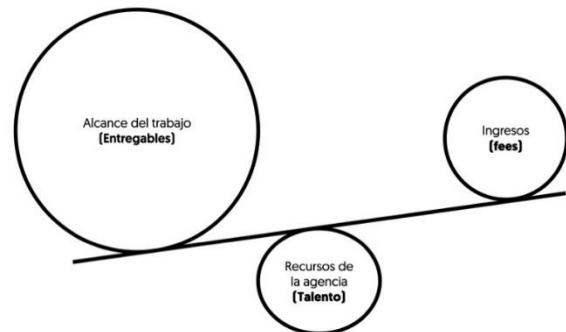 Alcance del trabajo
(Entregables)
Ingresos
(fees)
Recursos de
la agencia
(Talento)